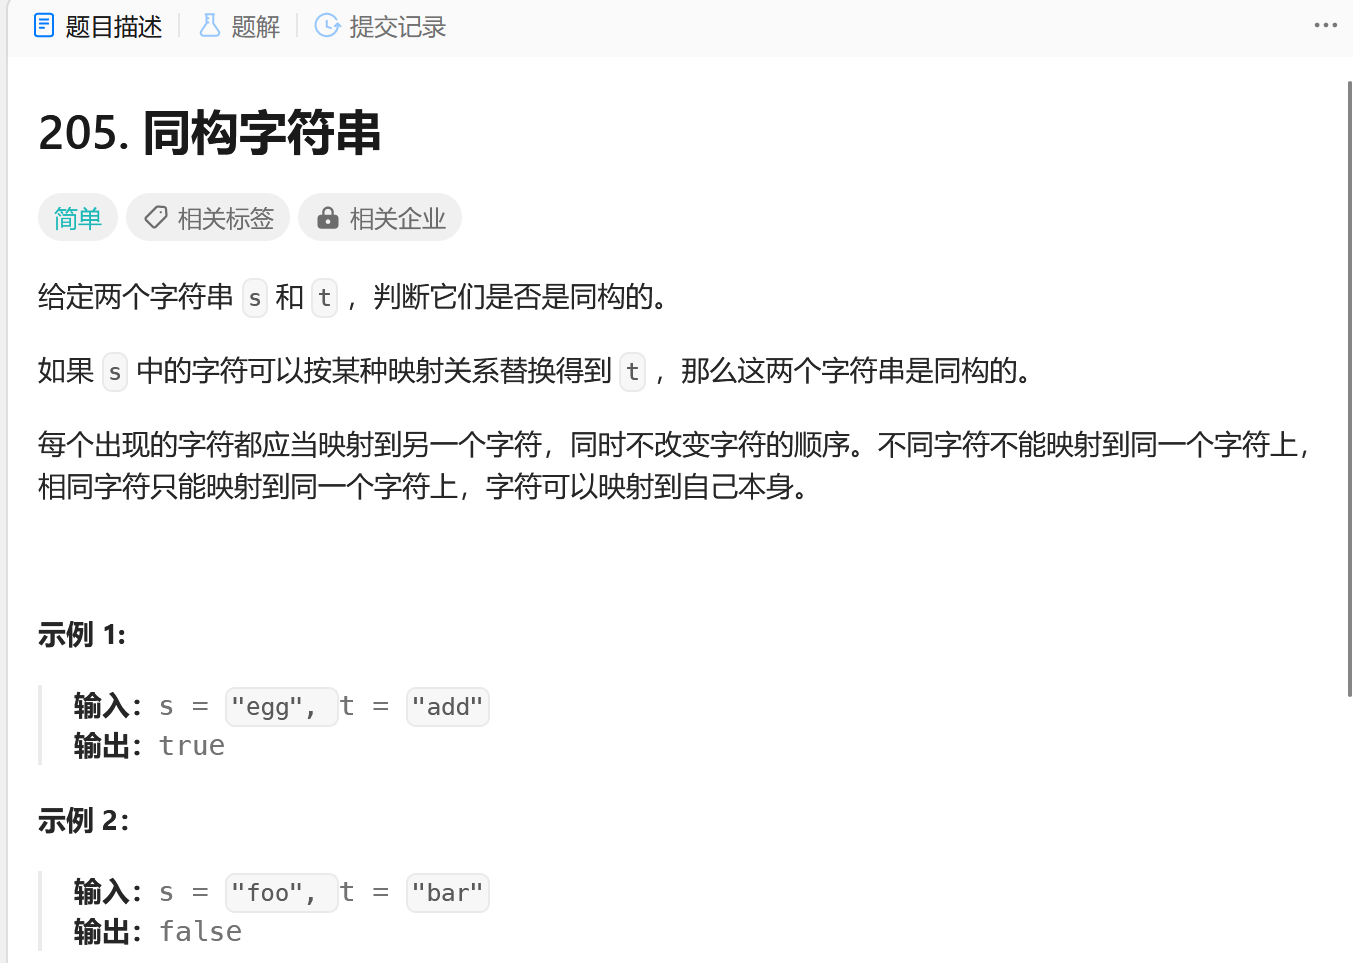 题目描述 题解 提交记录
205. 同构字符串
简单 相关标签 相关企业
给定两个字符串 s 和 t ，判断它们是否是同构的。
如果 s 中的字符可以按某种映射关系替换得到 t ，那么这两个字符串是同构的。
每个出现的字符都应当映射到另一个字符，同时不改变字符的顺序。不同字符不能映射到同一个字符上，
相同字符只能映射到同一个字符上，字符可以映射到自己本身。
示例 1:
输入：s = "egg", t = "add"
输出：true
示例 2：
输入：s = "foo", t = "bar"
输出：false